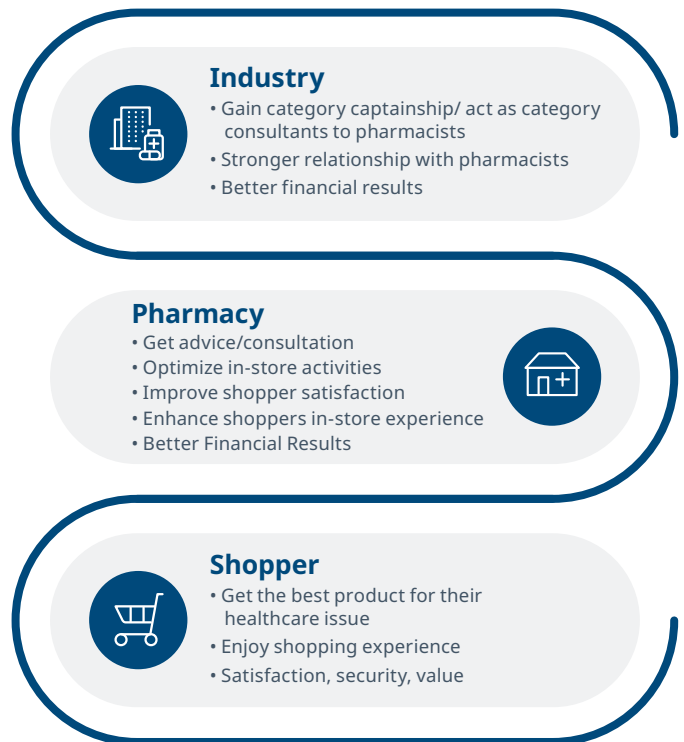 Industry
• Gain category captainship/ act as category
consultants to pharmacists
• Stronger relationship with pharmacists
• Better financial results
Pharmacy
• Get advice/consultation
• Optimize in-store activities
• Improve shopper satisfaction
• Enhance shoppers in-store experience
• Better Financial Results
Shopper
• Get the best product for their
healthcare issue
• Enjoy shopping experience
• Satisfaction, security, value